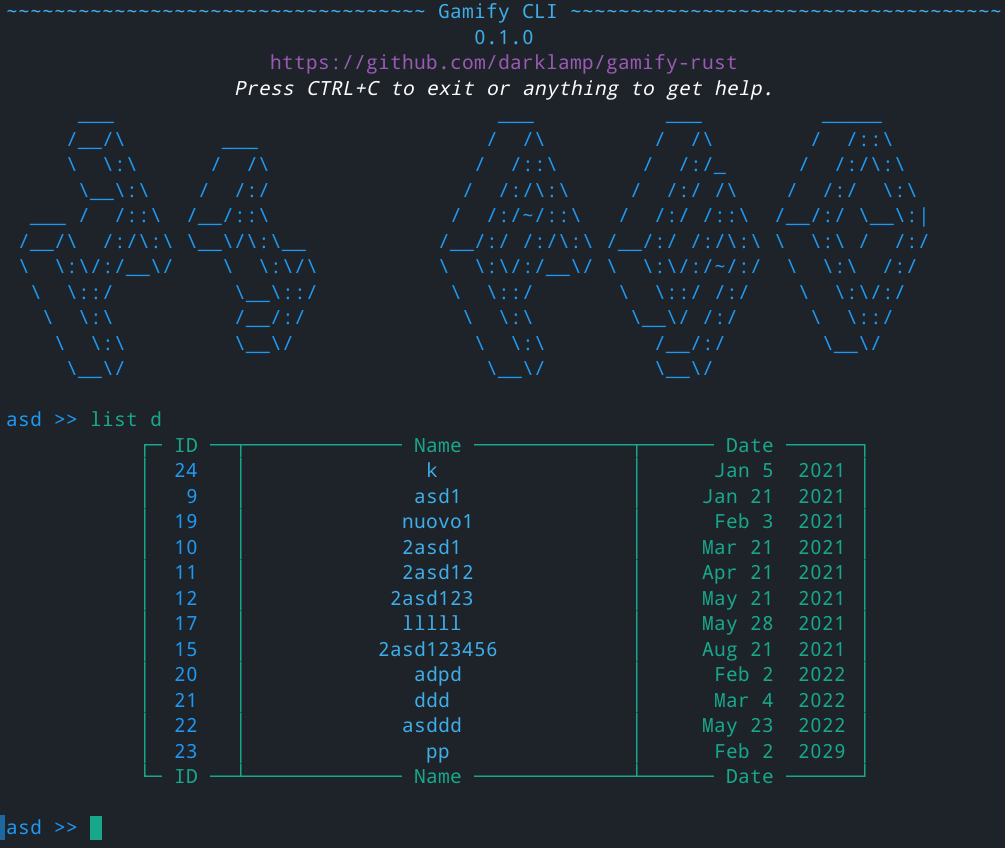 ~~~~~~~~~~~~~~~~~~~~~~~~~~~~~~~~~~~ Gamify CLI ~~~~~~~~~~~~~~~~~~~~~~~~~~~~~~~~~~~~
0.1.0
https://github.com/darklamp/gamify-rust
Press CTRL+C to exit or anything to get help.
asd >> list d
ID Name Date
24 k Jan 5 2021
9 asd1 Jan 21 2021
19 nuovo1 Feb 3 2021
10 2asd1 Mar 21 2021
11 2asd12 Apr 21 2021
12 2asd123 May 21 2021
17 lllll May 28 2021
15 2asd123456 Aug 21 2021
20 adpd Feb 2 2022
21 ddd Mar 4 2022
22 asddd May 23 2022
23 pp Feb 2 2029
ID Name Date
asd >>